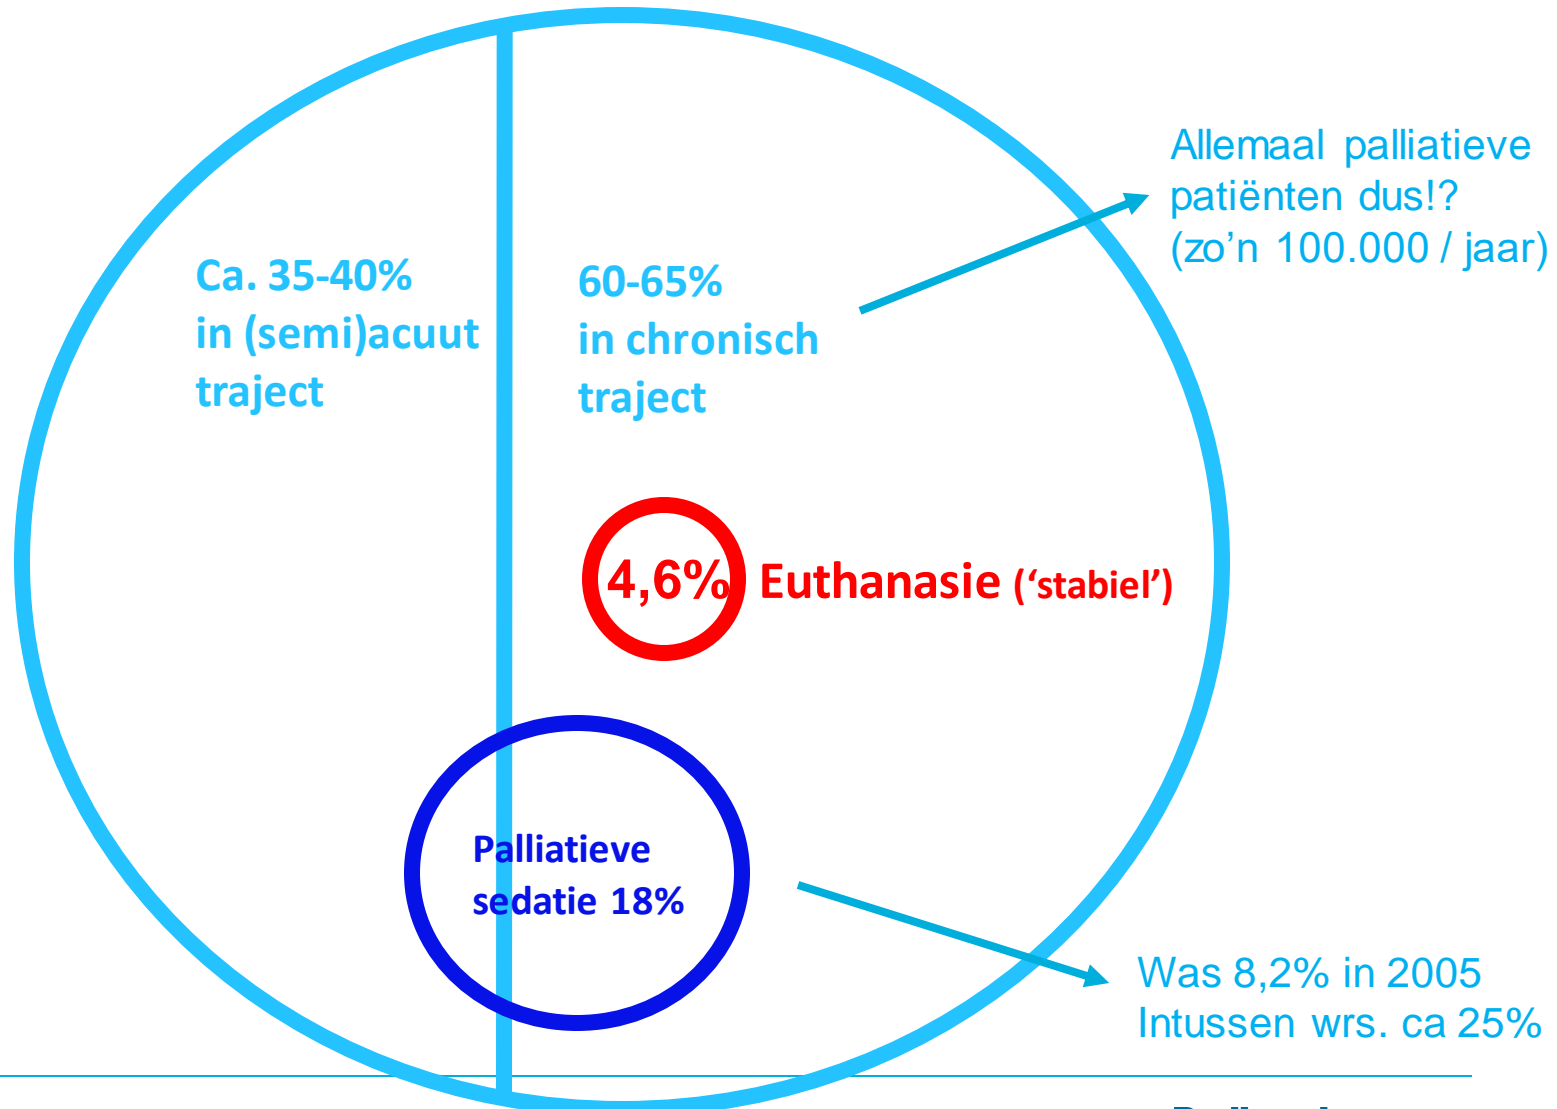 Allemaal palliatieve
patiënten dus!?
(zo’n 100.000 / jaar)
Ca. 35-40%
in (semi)acuut
traject
60-65%
in chronisch
traject
4,6% Euthanasie (‘stabiel’)
Palliatieve
sedatie 18%
Was 8,2% in 2005
Intussen wrs. ca 25%